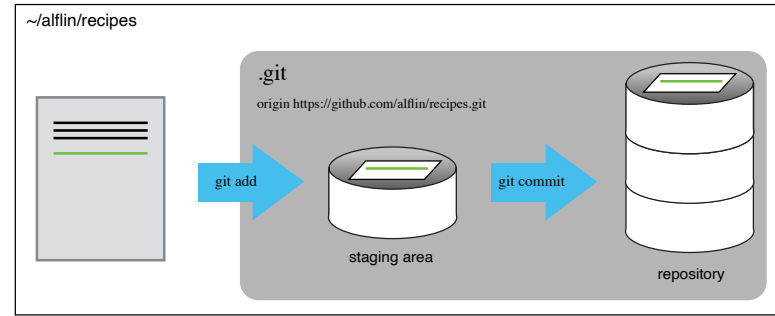 ~/alflin/recipes
.git
origin https://github.com/alflin/recipes.git
git add
git commit
staging area
repository